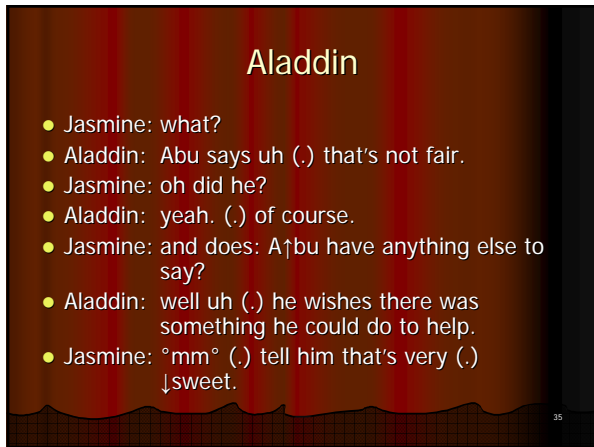 Aladdin
● Jasmine: what?
● Aladdin: Abu says uh (.) that's not fair.
● Jasmine: oh did he?
● Aladdin: yeah. (.) of course.
● Jasmine: and does: A↑bu have anything else to
say?
● Aladdin: well uh (.) he wishes there was
something he could do to help.
● Jasmine: °mm° (.) tell him that's very (.)
↓sweet.
35